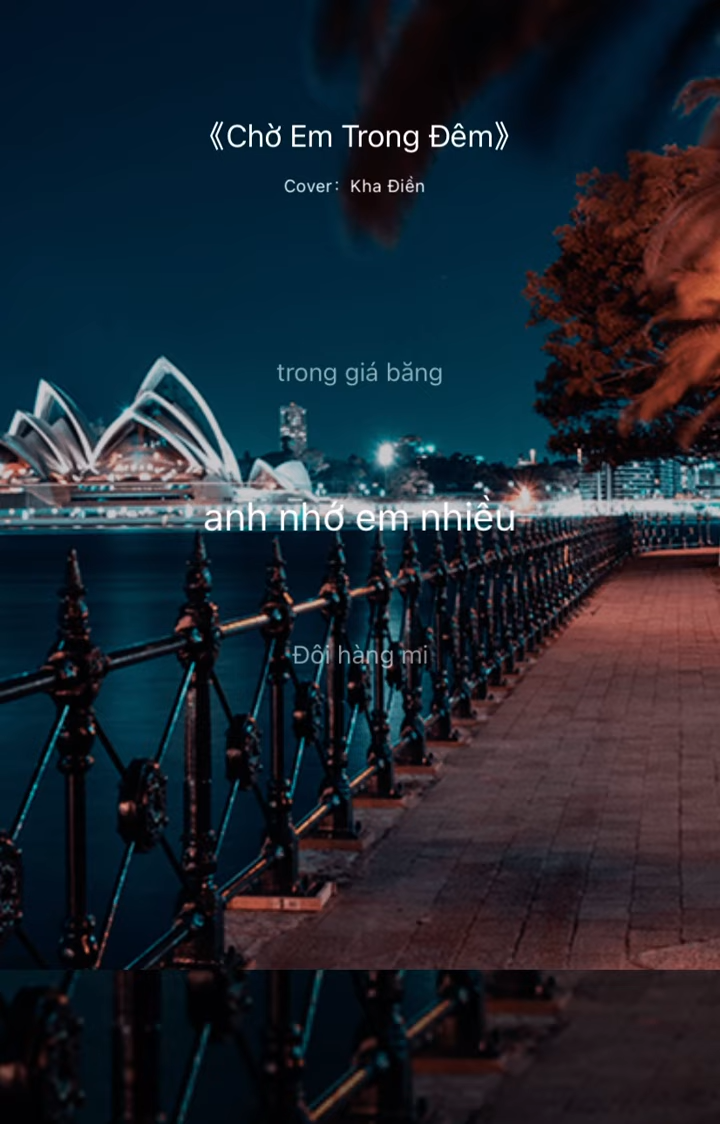 《Chờ Em Trong Đêm》
Cover：Kha Điền
trong giá băng
anh nhớ em nhiều
Đôi hàng mi